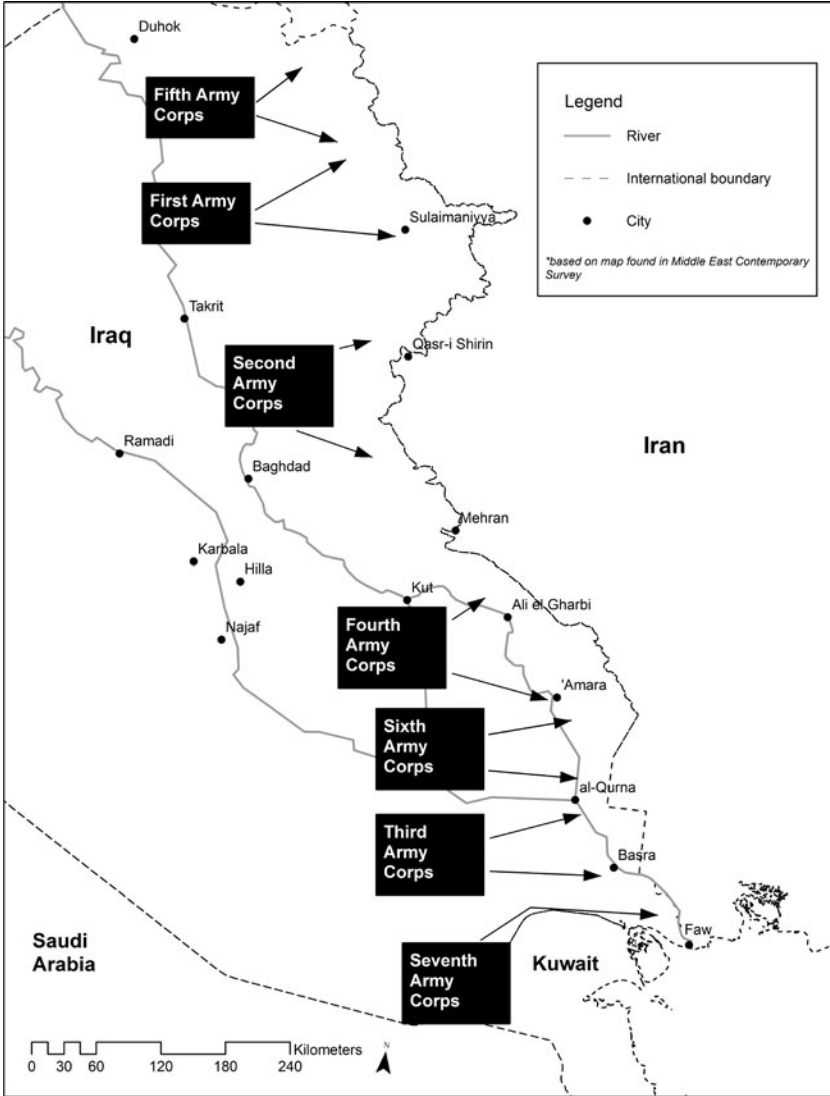 Duhok
Fifth Army
Corps
First Army
Corps
Sulaimaniyya
Legend
River
International boundary
City
*based on map found in Middle East Contemporary
Survey
Takrit
Iraq
Qasr-i Shirin
Second
Army
Corps
Ramadi
Baghdad
Iran
Mehran
Karbala
Hilla
Kut
Ali el Gharbi
Najaf
Fourth
Army
Corps
'Amara
Sixth
Army
Corps
al-Qurna
Third
Army
Corps
Basra
Faw
Saudi
Arabia
Seventh
Army
Corps
Kuwait
Kilometers
0 30 60 120 180 240
N